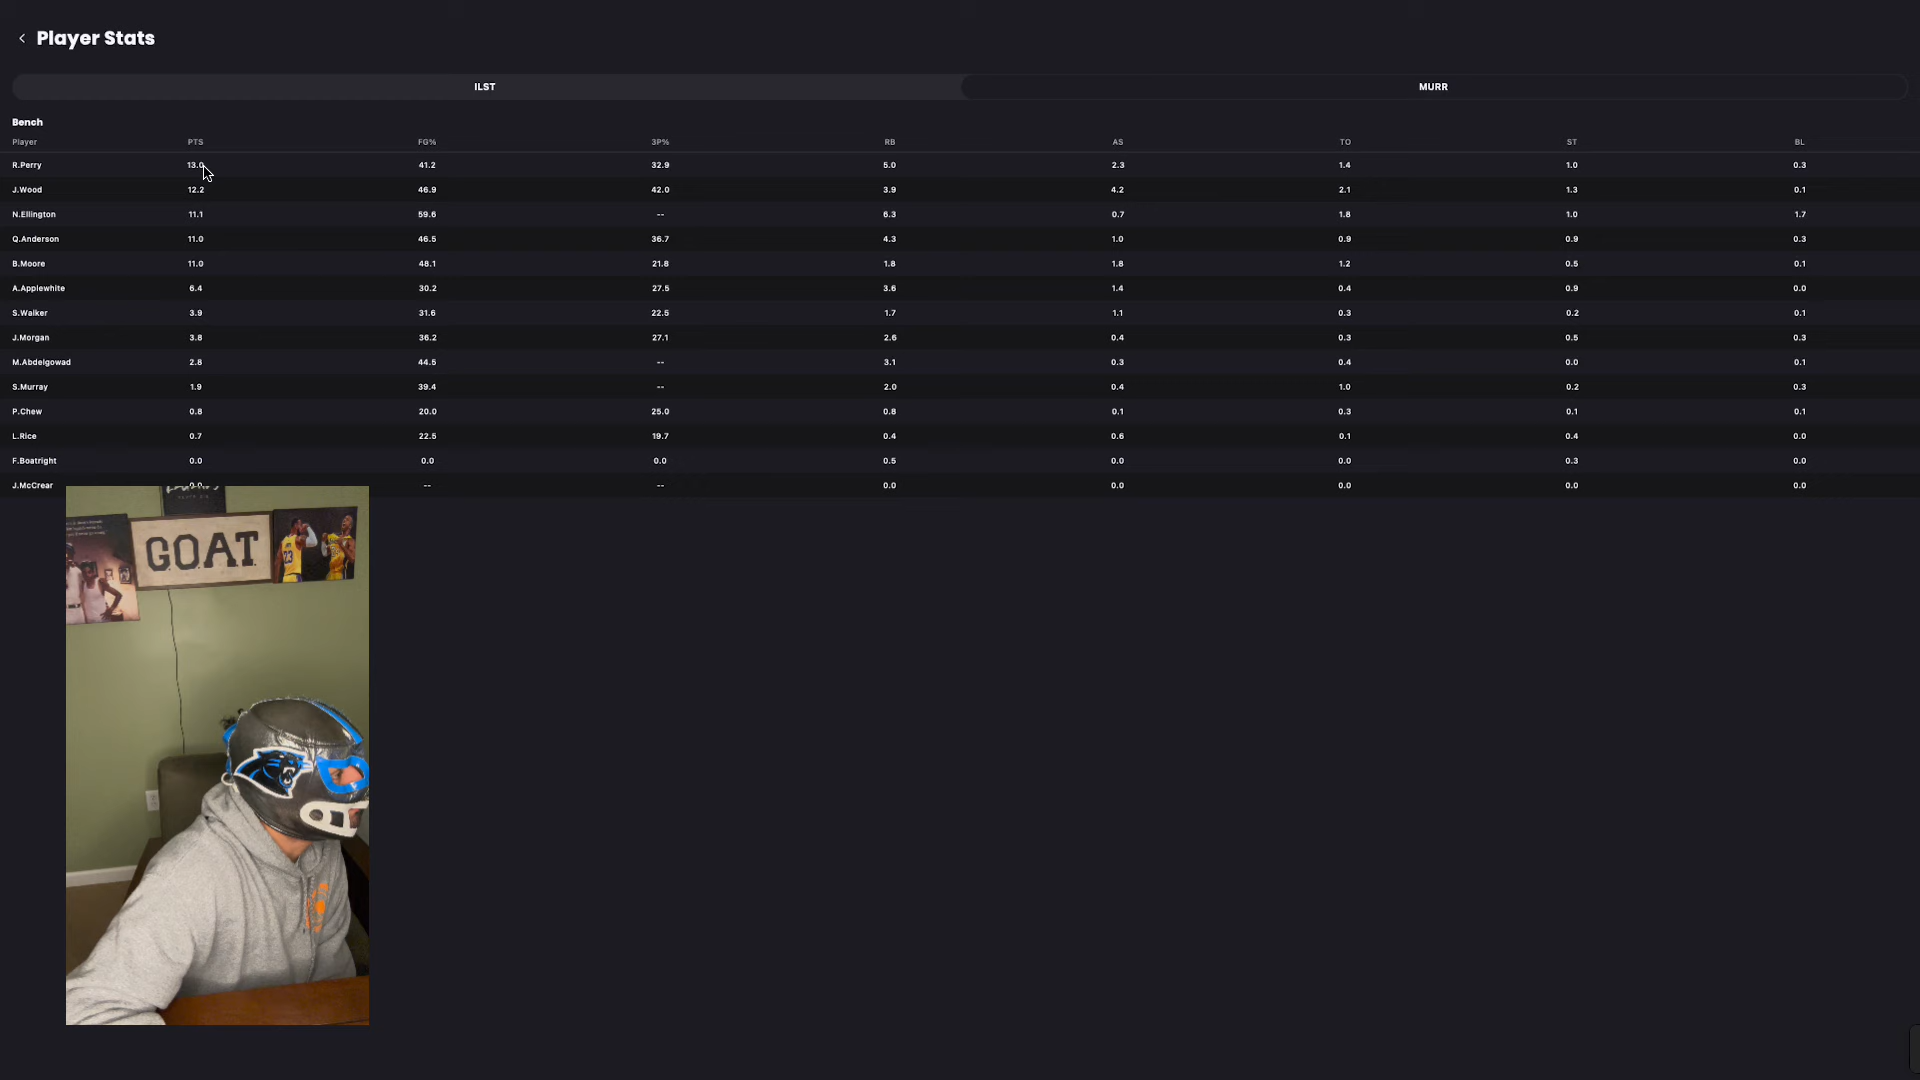 Player Stats
ILST MURR
Bench
Player PTS FG% 3P% RB AS TO ST BL
R.Perry 13.0 41.2 32.9 5.0 2.3 1.4 1.0 0.3
J.Wood 12.2 46.9 42.0 3.9 4.2 2.1 1.3 0.1
N.Ellington 11.1 59.6 -- 6.3 0.7 1.8 1.0 1.7
Q.Anderson 11.0 46.5 36.7 4.3 1.0 0.9 0.9 0.3
B.Moore 11.0 48.1 21.8 1.8 1.8 1.2 0.5 0.1
A.Applewhite 6.4 30.2 27.5 3.6 1.4 0.4 0.9 0.0
S.Walker 3.9 31.6 22.5 1.7 1.1 0.3 0.2 0.1
J.Morgan 3.8 36.2 27.1 2.6 0.4 0.3 0.5 0.3
M.Abdelgowad 2.8 44.5 -- 3.1 0.3 0.4 0.0 0.1
S.Murray 1.9 39.4 -- 2.0 0.4 1.0 0.2 0.3
P.Chew 0.8 20.0 25.0 0.8 0.1 0.3 0.1 0.1
L.Rice 0.7 22.5 19.7 0.4 0.6 0.1 0.4 0.0
F.Boatright 0.0 0.0 0.0 0.5 0.0 0.0 0.3 0.0
J.McCrear 0.0 -- -- 0.0 0.0 0.0 0.0 0.0
G.O.A.T.
23